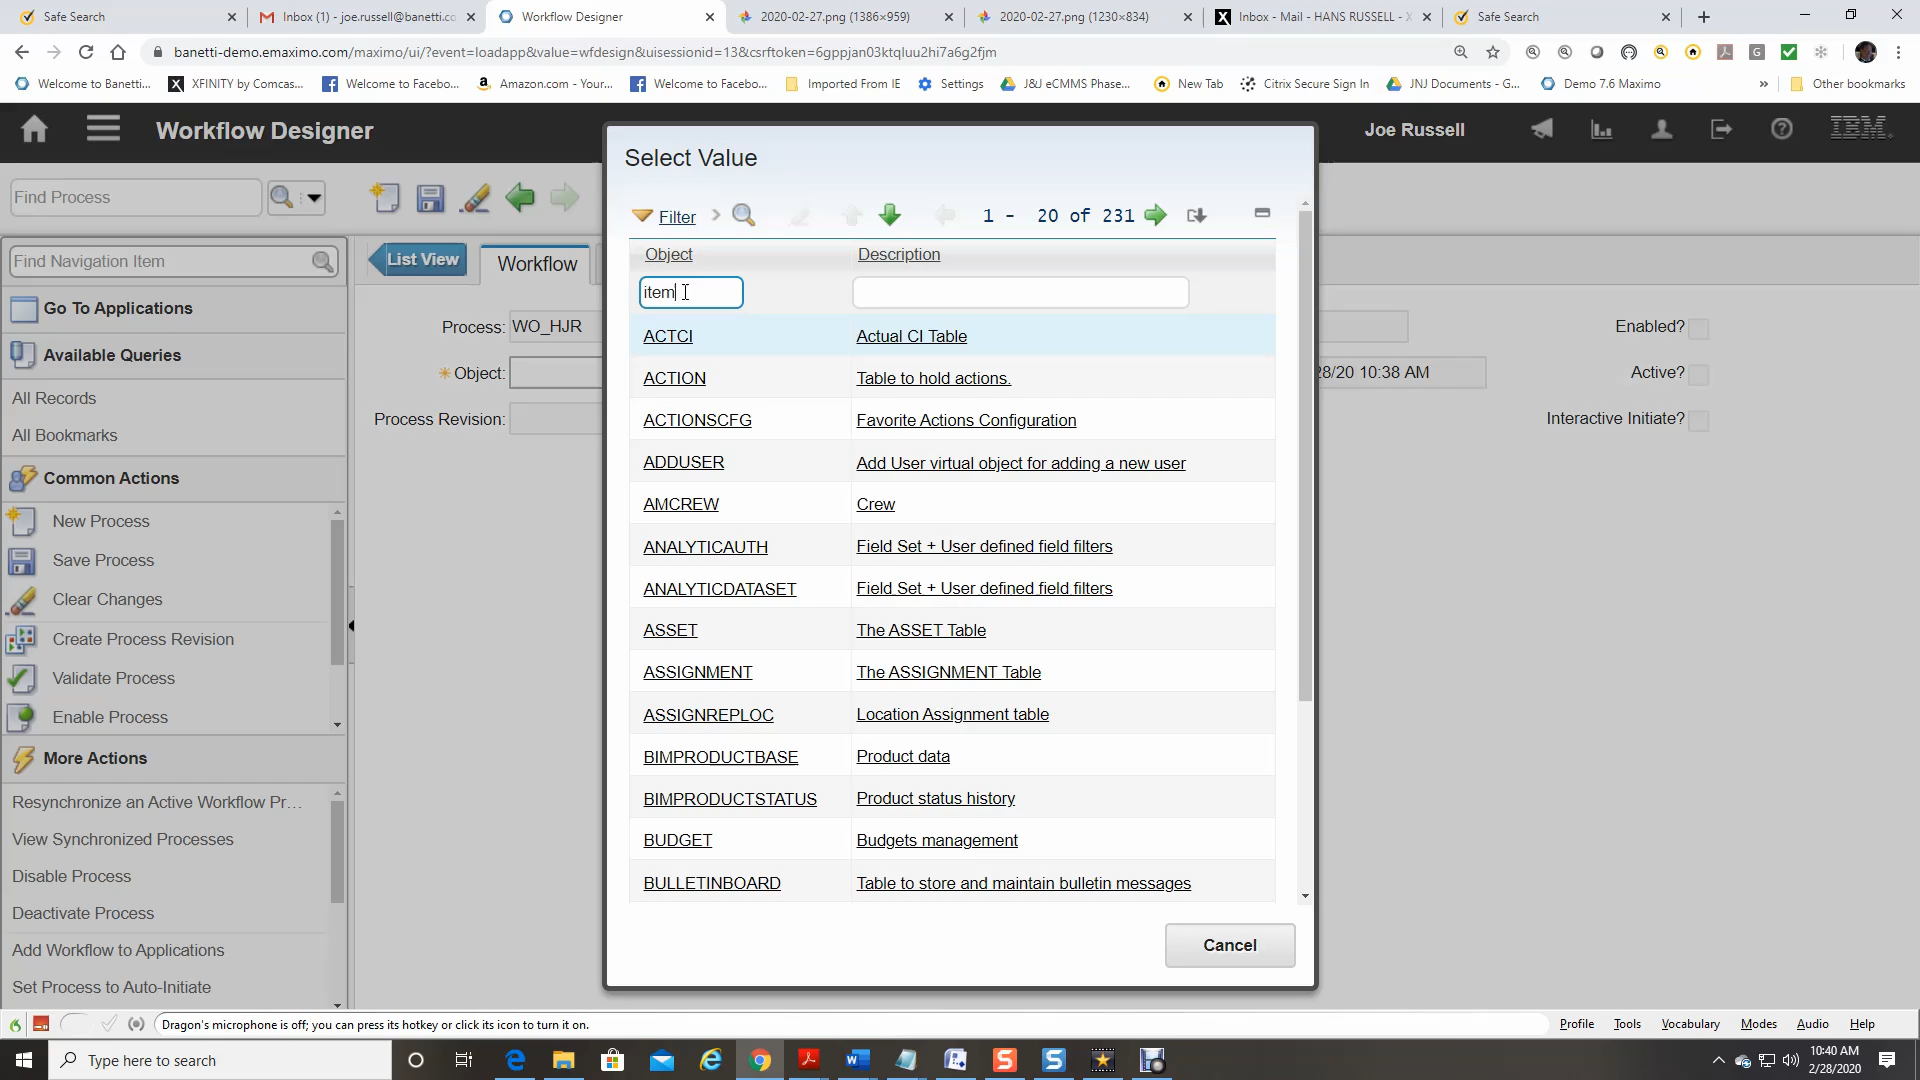 Safe Search
Inbox (1) - joe.russell@banetti.cc
Workflow Designer
2020-02-27.png (1386×959)
2020-02-27.png (1230×834)
Inbox - Mail - HANS RUSSELL - X
Safe Search
banetti-demo.emaximo.com/maximo/ui/?event=loadapp&value=wfdesign&uisessionid=13&csrftoken=6gppjan03ktqluu2hi7a6g2fjm
Welcome to Banetti...
XFINITY by Comcas...
Welcome to Facebo...
Amazon.com - Your...
Welcome to Facebo...
Imported From IE
Settings
J&J eCMMS Phase...
New Tab
Citrix Secure Sign In
JNJ Documents - G...
Demo 7.6 Maximo
»
Other bookmarks
Workflow Designer
Joe Russell
IBM
Find Process
Find Navigation Item
Go To Applications
Available Queries
All Records
All Bookmarks
Common Actions
New Process
Save Process
Clear Changes
Create Process Revision
Validate Process
Enable Process
More Actions
Resynchronize an Active Workflow Pr...
View Synchronized Processes
Disable Process
Deactivate Process
Add Workflow to Applications
Set Process to Auto-Initiate
List View
Workflow
Process: WO_HJR
Object:
Process Revision:
Select Value
Filter
1 - 20 of 231
Object Description
item
ACTCI Actual CI Table
ACTION Table to hold actions.
ACTIONSCFG Favorite Actions Configuration
ADDUSER Add User virtual object for adding a new user
AMCREW Crew
ANALYTICAUTH Field Set + User defined field filters
ANALYTICDATASET Field Set + User defined field filters
ASSET The ASSET Table
ASSIGNMENT The ASSIGNMENT Table
ASSIGNREPLOC Location Assignment table
BIMPRODUCTBASE Product data
BIMPRODUCTSTATUS Product status history
BUDGET Budgets management
BULLETINBOARD Table to store and maintain bulletin messages
Cancel
Enabled?
28/20 10:38 AM
Active?
Interactive Initiate?
Dragon's microphone is off; you can press its hotkey or click its icon to turn it on.
Profile Tools Vocabulary Modes Audio Help
Type here to search
10:40 AM
2/28/2020